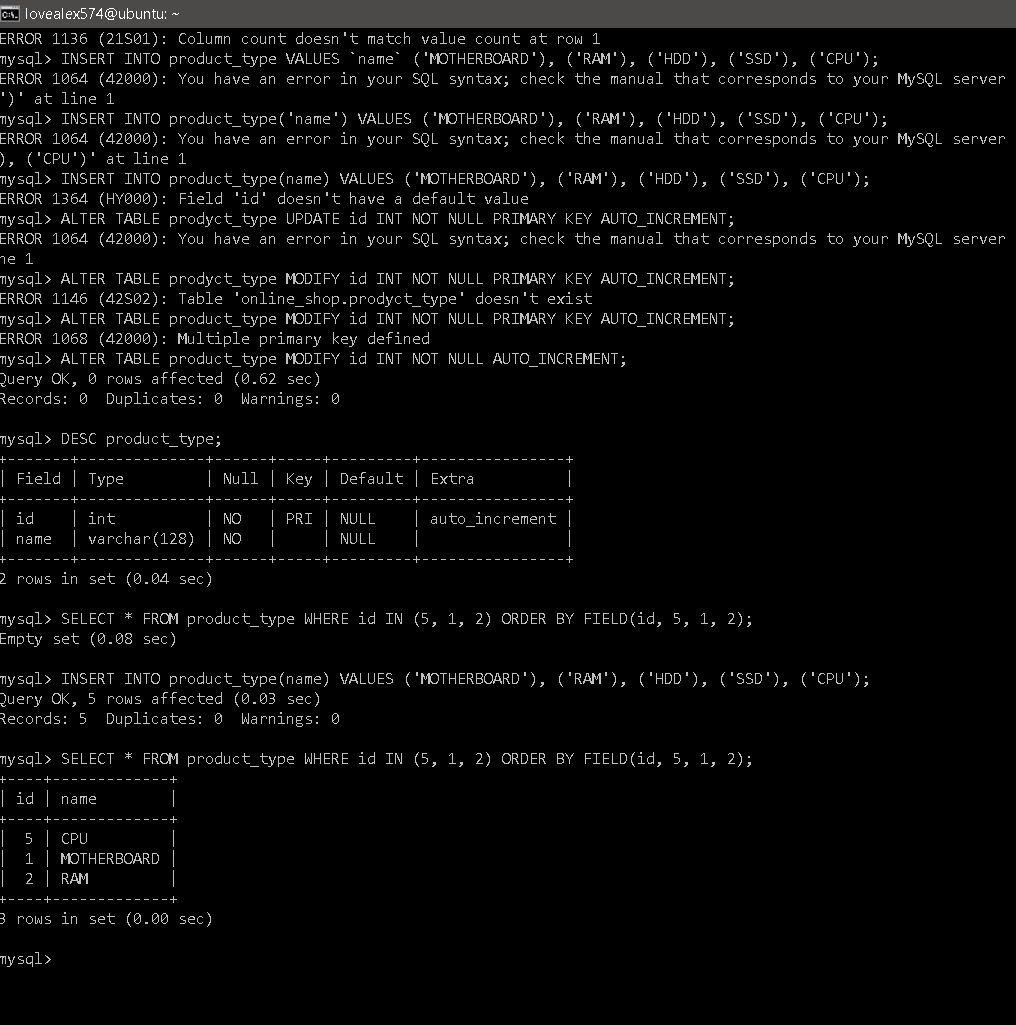 lovealex574@ubuntu: ~
ERROR 1136 (21S01): Column count doesn't match value count at row 1
mysql> INSERT INTO product_type VALUES `name` ('MOTHERBOARD'), ('RAM'), ('HDD'), ('SSD'), ('CPU');
ERROR 1064 (42000): You have an error in your SQL syntax; check the manual that corresponds to your MySQL server
')' at line 1
mysql> INSERT INTO product_type('name') VALUES ('MOTHERBOARD'), ('RAM'), ('HDD'), ('SSD'), ('CPU');
ERROR 1064 (42000): You have an error in your SQL syntax; check the manual that corresponds to your MySQL server
), ('CPU')' at line 1
mysql> INSERT INTO product_type(name) VALUES ('MOTHERBOARD'), ('RAM'), ('HDD'), ('SSD'), ('CPU');
ERROR 1364 (HY000): Field 'id' doesn't have a default value
mysql> ALTER TABLE prodyct_type UPDATE id INT NOT NULL PRIMARY KEY AUTO_INCREMENT;
ERROR 1064 (42000): You have an error in your SQL syntax; check the manual that corresponds to your MySQL server
ne 1
mysql> ALTER TABLE prodyct_type MODIFY id INT NOT NULL PRIMARY KEY AUTO_INCREMENT;
ERROR 1146 (42S02): Table 'online_shop.prodyct_type' doesn't exist
mysql> ALTER TABLE product_type MODIFY id INT NOT NULL PRIMARY KEY AUTO_INCREMENT;
ERROR 1068 (42000): Multiple primary key defined
mysql> ALTER TABLE product_type MODIFY id INT NOT NULL AUTO_INCREMENT;
Query OK, 0 rows affected (0.62 sec)
Records: 0  Duplicates: 0  Warnings: 0
mysql> DESC product_type;
+-------+--------------+------+-----+---------+----------------+
| Field | Type         | Null | Key | Default | Extra          |
+-------+--------------+------+-----+---------+----------------+
| id    | int          | NO   | PRI | NULL    | auto_increment |
| name  | varchar(128) | NO   |     | NULL    |                |
+-------+--------------+------+-----+---------+----------------+
2 rows in set (0.04 sec)
mysql> SELECT * FROM product_type WHERE id IN (5, 1, 2) ORDER BY FIELD(id, 5, 1, 2);
Empty set (0.08 sec)
mysql> INSERT INTO product_type(name) VALUES ('MOTHERBOARD'), ('RAM'), ('HDD'), ('SSD'), ('CPU');
Query OK, 5 rows affected (0.03 sec)
Records: 5  Duplicates: 0  Warnings: 0
mysql> SELECT * FROM product_type WHERE id IN (5, 1, 2) ORDER BY FIELD(id, 5, 1, 2);
+----+-------------+
| id | name        |
+----+-------------+
|  5 | CPU         |
|  1 | MOTHERBOARD |
|  2 | RAM         |
+----+-------------+
3 rows in set (0.00 sec)
mysql>